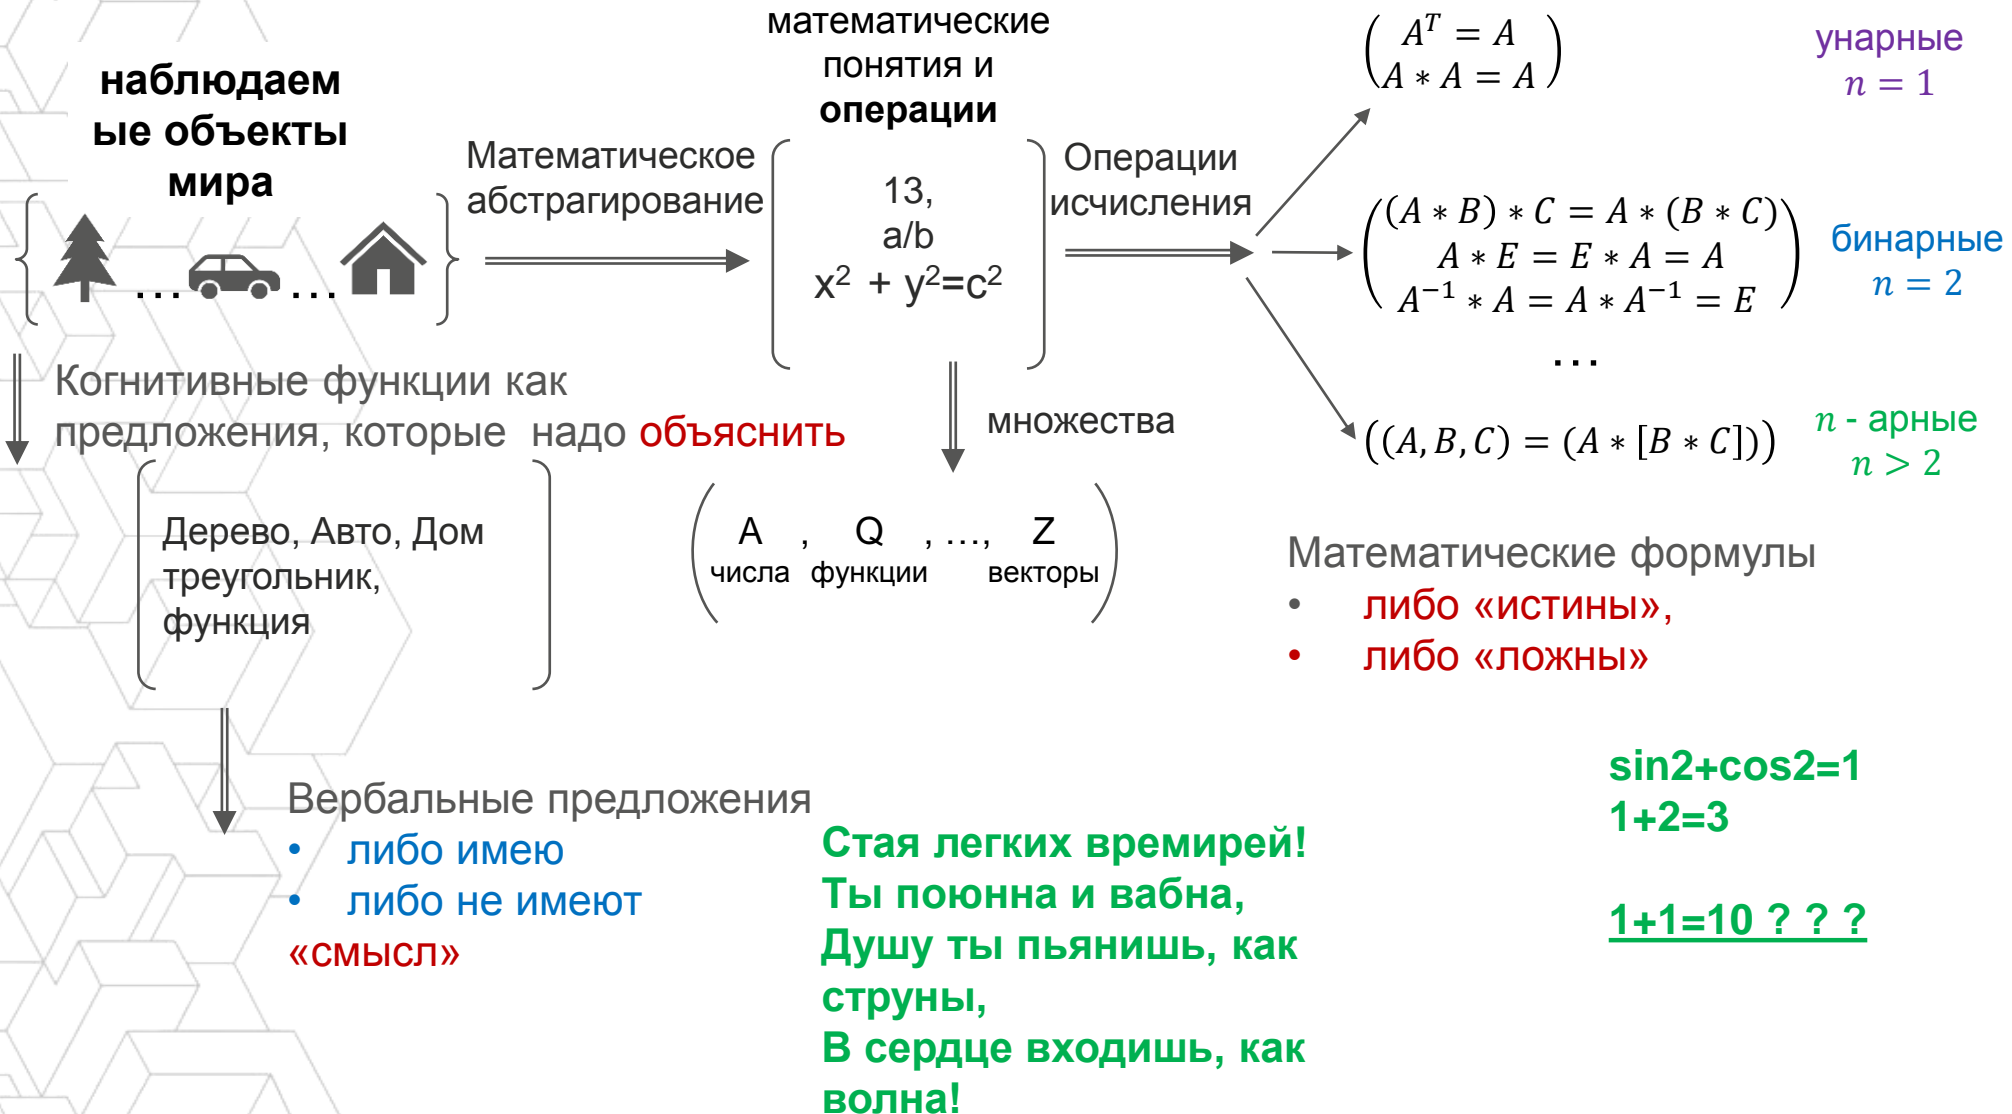 наблюдаем
ые объекты
мира
… …
Математическое
абстрагирование
математические
понятия и
операции
13,
a/b
x² + y²=c²
Операции
исчисления
A^T = A
A ∗ A = A
унарные
n = 1
(A ∗ B) ∗ C = A ∗ (B ∗ C)
A ∗ E = E ∗ A = A
A⁻¹ ∗ A = A ∗ A⁻¹ = E
бинарные
n = 2
…
((A, B, C) = (A ∗ [B ∗ C]))
n - арные
n > 2
Когнитивные функции как
предложения, которые надо объяснить
множества
Дерево, Авто, Дом
треугольник,
функция
A , Q , …, Z
числа функции векторы
Математические формулы
• либо «истины»,
• либо «ложны»
Вербальные предложения
• либо имею
• либо не имеют
«смысл»
Стая легких времирей!
Ты поюнна и вабна,
Душу ты пьянишь, как
струны,
В сердце входишь, как
волна!
sin2+cos2=1
1+2=3
1+1=10 ? ? ?